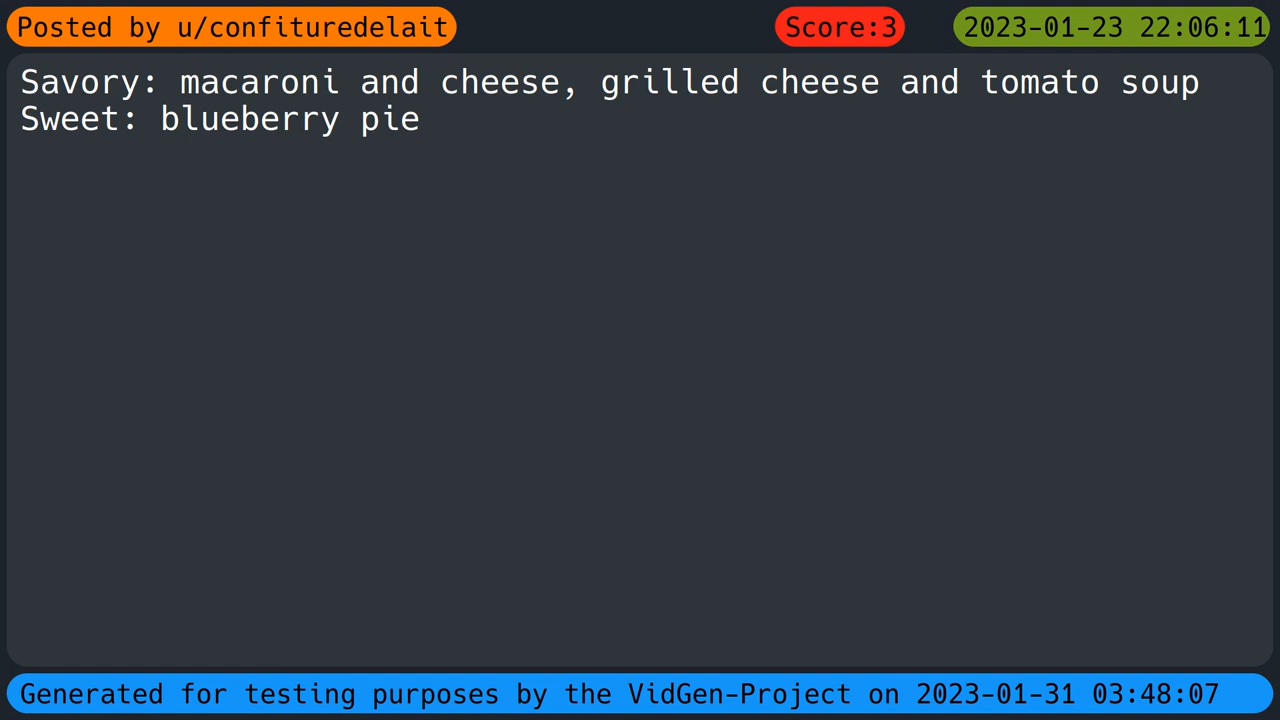 Posted by u/confituredelait
Score:3
2023-01-23 22:06:11
Savory: macaroni and cheese, grilled cheese and tomato soup
Sweet: blueberry pie
Generated for testing purposes by the VidGen-Project on 2023-01-31 03:48:07